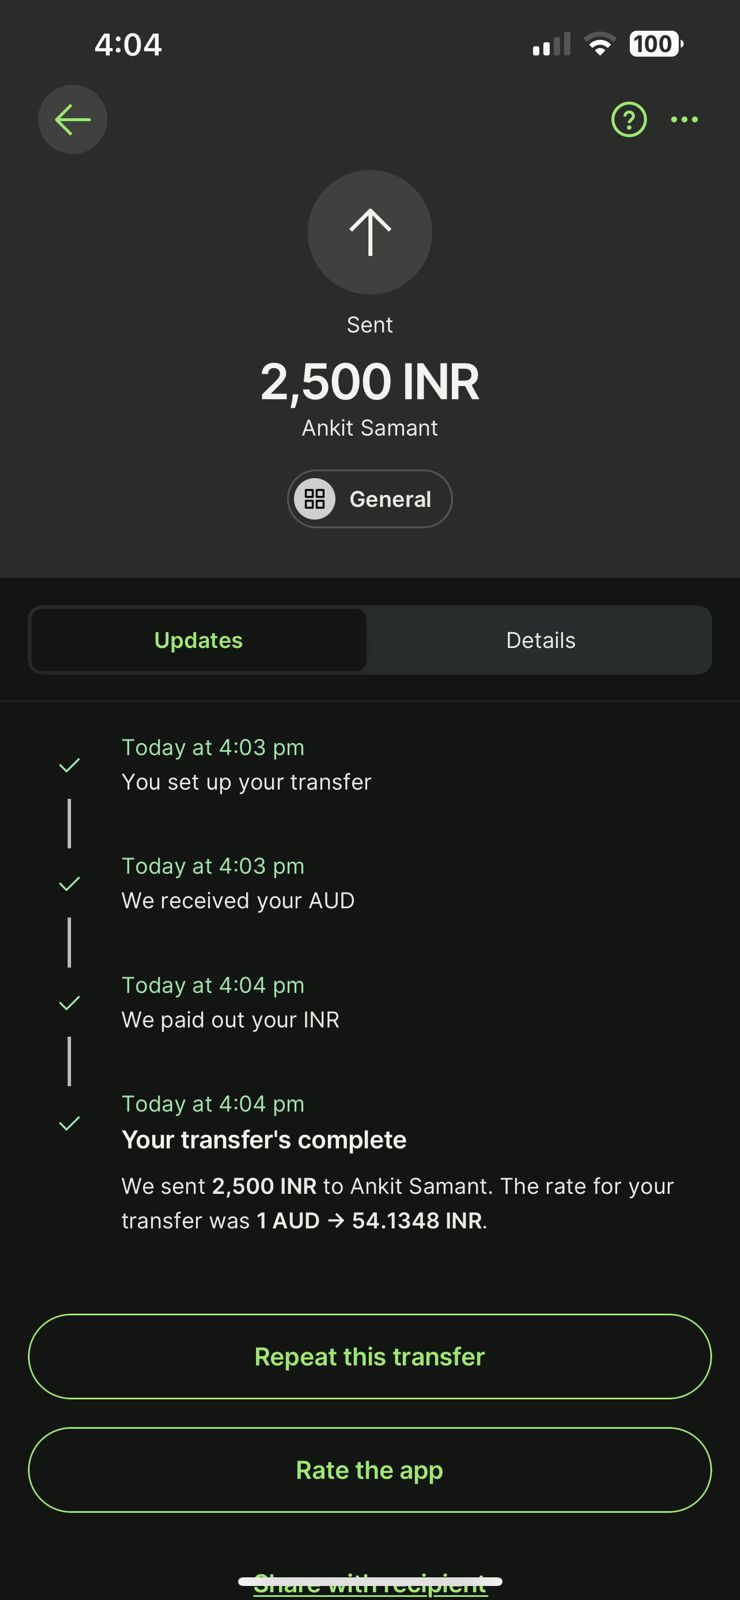 4:04
100
?
Sent
2,500 INR
Ankit Samant
General
Updates
Details
Today at 4:03 pm
You set up your transfer
Today at 4:03 pm
We received your AUD
Today at 4:04 pm
We paid out your INR
Today at 4:04 pm
Your transfer's complete
We sent 2,500 INR to Ankit Samant. The rate for your
transfer was 1 AUD → 54.1348 INR.
Repeat this transfer
Rate the app
Share with recipient